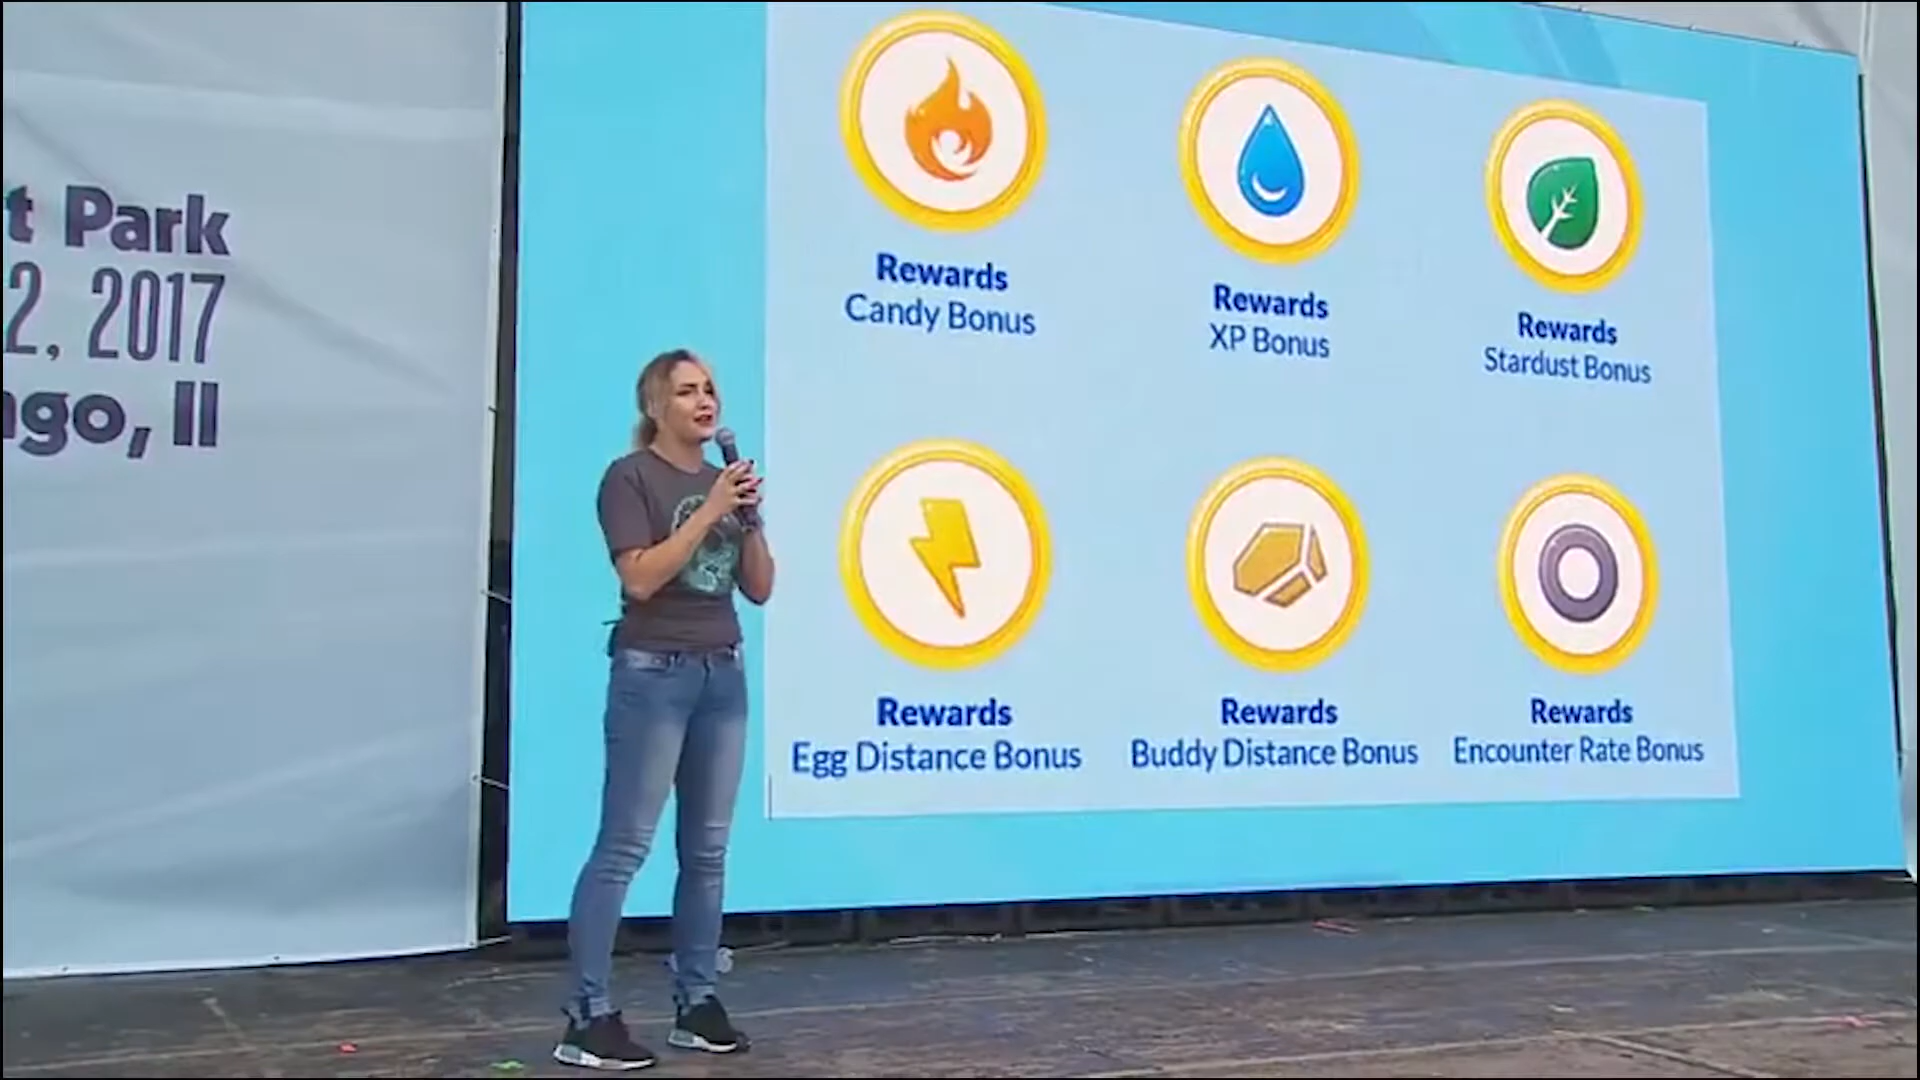 t Park
2, 2017
ago, Il
Rewards
Candy Bonus
Rewards
XP Bonus
Rewards
Stardust Bonus
Rewards
Egg Distance Bonus
Rewards
Buddy Distance Bonus
Rewards
Encounter Rate Bonus